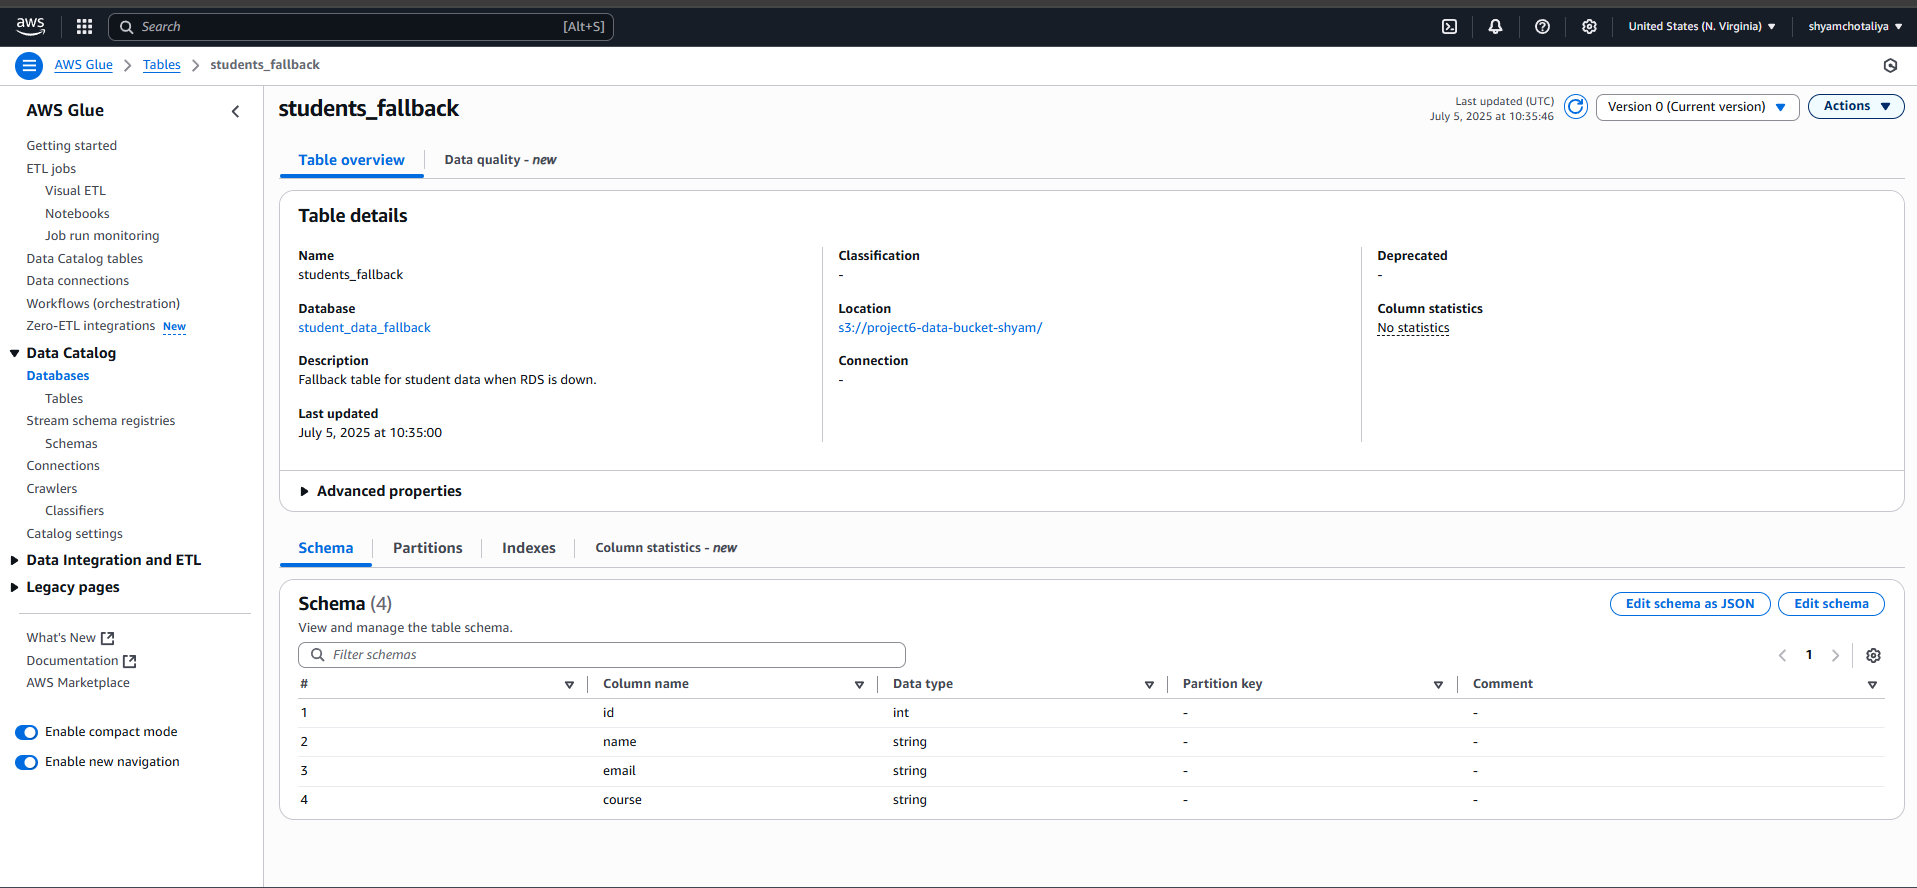 aws
Search [Alt+S]
United States (N. Virginia)
shyamchotaliya
AWS Glue
Tables
students_fallback
AWS Glue
Getting started
ETL jobs
Visual ETL
Notebooks
Job run monitoring
Data Catalog tables
Data connections
Workflows (orchestration)
Zero-ETL integrations New
Data Catalog
Databases
Tables
Stream schema registries
Schemas
Connections
Crawlers
Classifiers
Catalog settings
Data Integration and ETL
Legacy pages
What's New
Documentation
AWS Marketplace
Enable compact mode
Enable new navigation
students_fallback
Last updated (UTC)
July 5, 2025 at 10:35:46
Version 0 (Current version)
Actions
Table overview
Data quality - new
Table details
Name
students_fallback
Database
student_data_fallback
Description
Fallback table for student data when RDS is down.
Last updated
July 5, 2025 at 10:35:00
Classification
-
Location
s3://project6-data-bucket-shyam/
Connection
-
Deprecated
-
Column statistics
No statistics
Advanced properties
Schema
Partitions
Indexes
Column statistics - new
Schema (4)
View and manage the table schema.
Edit schema as JSON
Edit schema
Filter schemas
1
# Column name Data type Partition key Comment
1 id int - -
2 name string - -
3 email string - -
4 course string - -